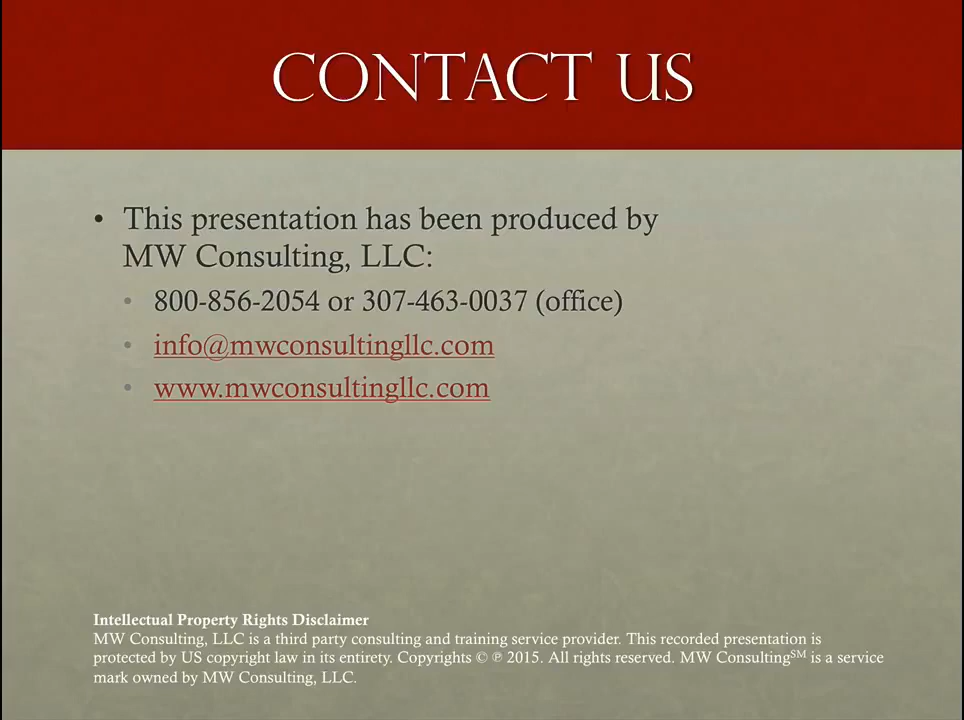 CONTACT US
• This presentation has been produced by
MW Consulting, LLC:
• 800-856-2054 or 307-463-0037 (office)
• info@mwconsultingllc.com
• www.mwconsultingllc.com
Intellectual Property Rights Disclaimer
MW Consulting, LLC is a third party consulting and training service provider. This recorded presentation is
protected by US copyright law in its entirety. Copyrights © ℗ 2015. All rights reserved. MW Consulting℠ is a service
mark owned by MW Consulting, LLC.